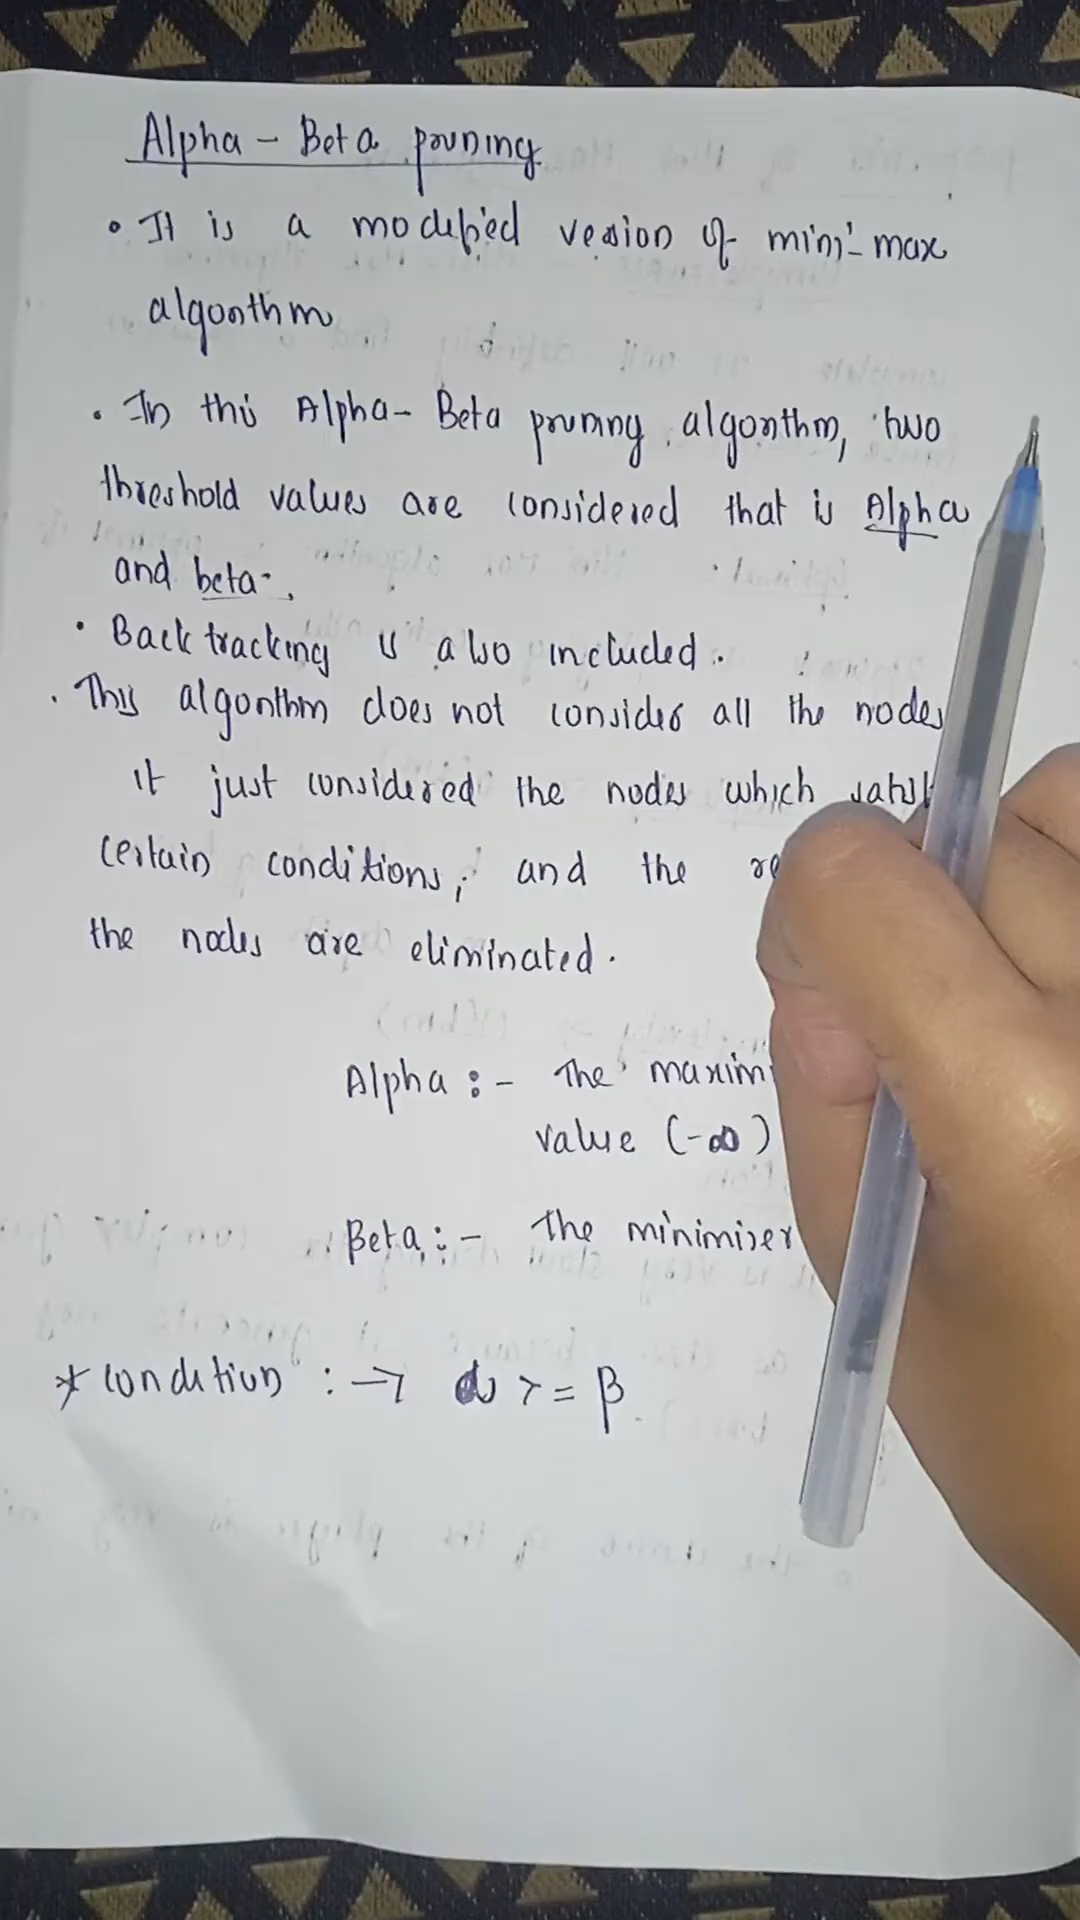 Alpha - Beta pruning
• It is a modified vesion of mini-max
algorithm
• In this Alpha-Beta pruning algorithm, two
threshold values are considered that is Alpha
and beta.
• Back tracking is also included.
• This algorithm does not consider all the nodes
it just considered the nodes which
certain conditions, and the
the nodes are eliminated.
Alpha :- The
value (-∞)
Beta :- The minimiser
* condition :→ α >= β